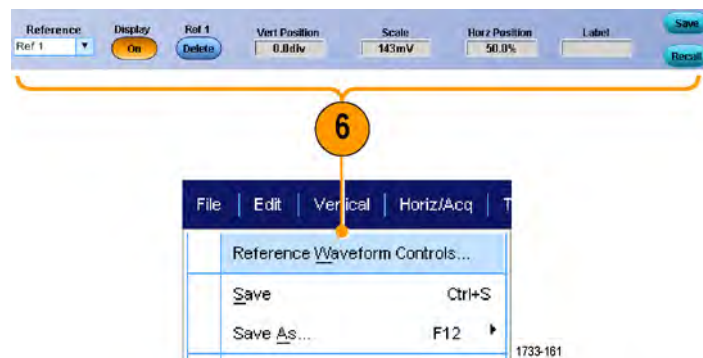 Reference Display Ref 1 Vert Position Scale Horz Position Label Save
Ref 1 On Delete 0.0div 143mV 50.0% Recall
6
File Edit Vertical Horiz/Acq T
Reference Waveform Controls...
Save Ctrl+S
Save As... F12
1733-161